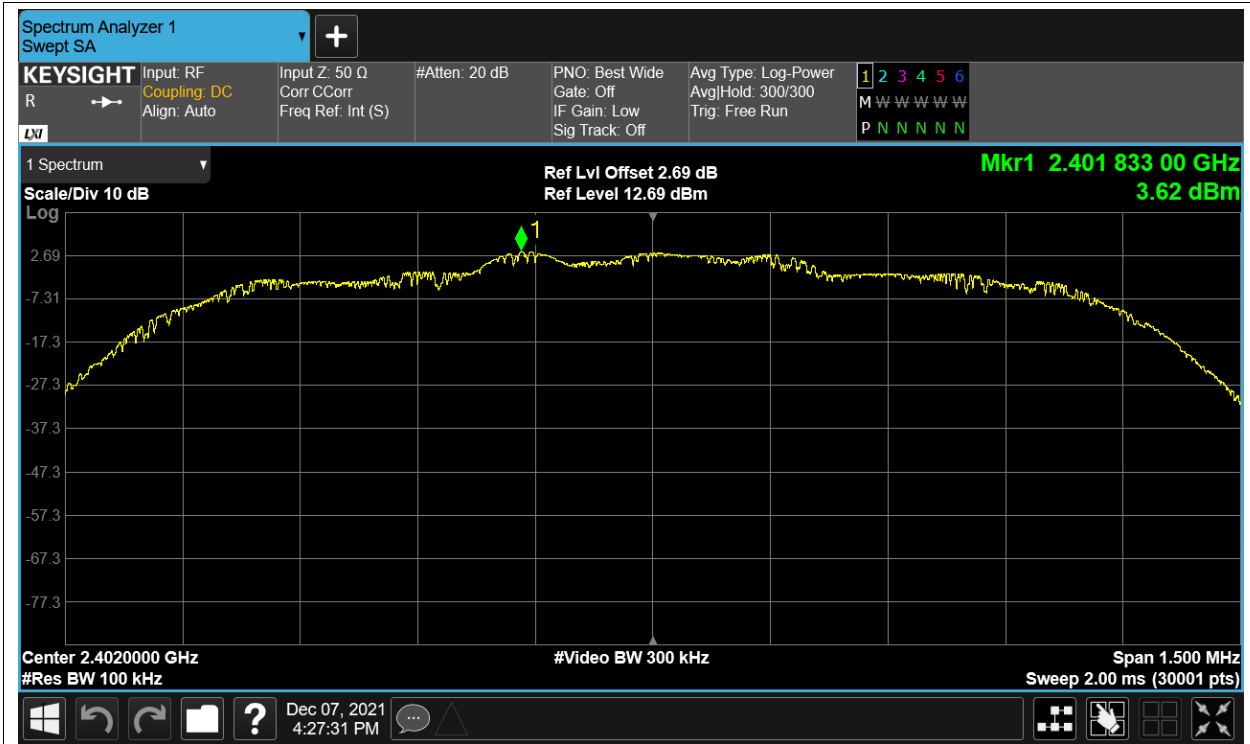 Spectrum Analyzer 1
Swept SA
KEYSIGHT
R
LXI
Input: RF
Coupling: DC
Align: Auto
Input Z: 50 Ω
Corr CCorr
Freq Ref: Int (S)
#Atten: 20 dB
PNO: Best Wide
Gate: Off
IF Gain: Low
Sig Track: Off
Avg Type: Log-Power
Avg|Hold: 300/300
Trig: Free Run
1 2 3 4 5 6
M W W W W W
P N N N N N
1 Spectrum
Scale/Div 10 dB
Log
Ref Lvl Offset 2.69 dB
Ref Level 12.69 dBm
Mkr1 2.401 833 00 GHz
3.62 dBm
1
2.69
-7.31
-17.3
-27.3
-37.3
-47.3
-57.3
-67.3
-77.3
Center 2.4020000 GHz
#Video BW 300 kHz
Span 1.500 MHz
#Res BW 100 kHz
Sweep 2.00 ms (30001 pts)
?
Dec 07, 2021
4:27:31 PM